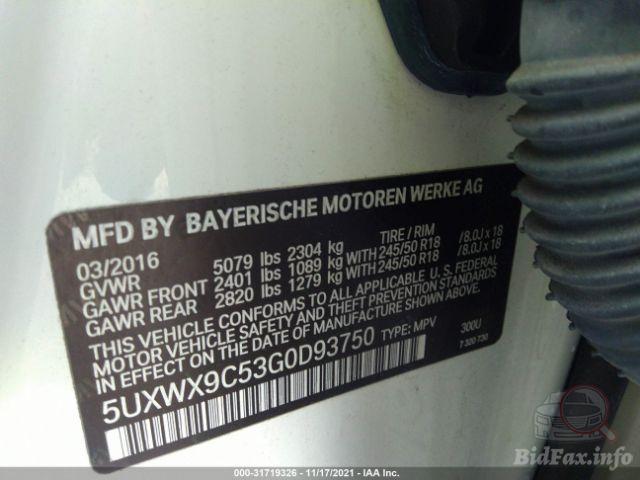 MFD BY BAYERISCHE MOTOREN WERKE AG
03/2016 TIRE / RIM
GVWR 5079 lbs 2304 kg
GAWR FRONT 2401 lbs 1089 kg WITH 245/50 R18 /8.0J x 18
GAWR REAR 2820 lbs 1279 kg WITH 245/50 R18 /8.0J x 18
THIS VEHICLE CONFORMS TO ALL APPLICABLE U. S. FEDERAL
MOTOR VEHICLE SAFETY AND THEFT PREVENTION STANDARDS
IN EFFECT ON THE DATE OF MANUFACTURE SHOWN ABOVE.
5UXWX9C53G0D93750 TYPE: MPV 300U
7 320 730
BidFax.info
000-31719326 - 11/17/2021 - IAA Inc.